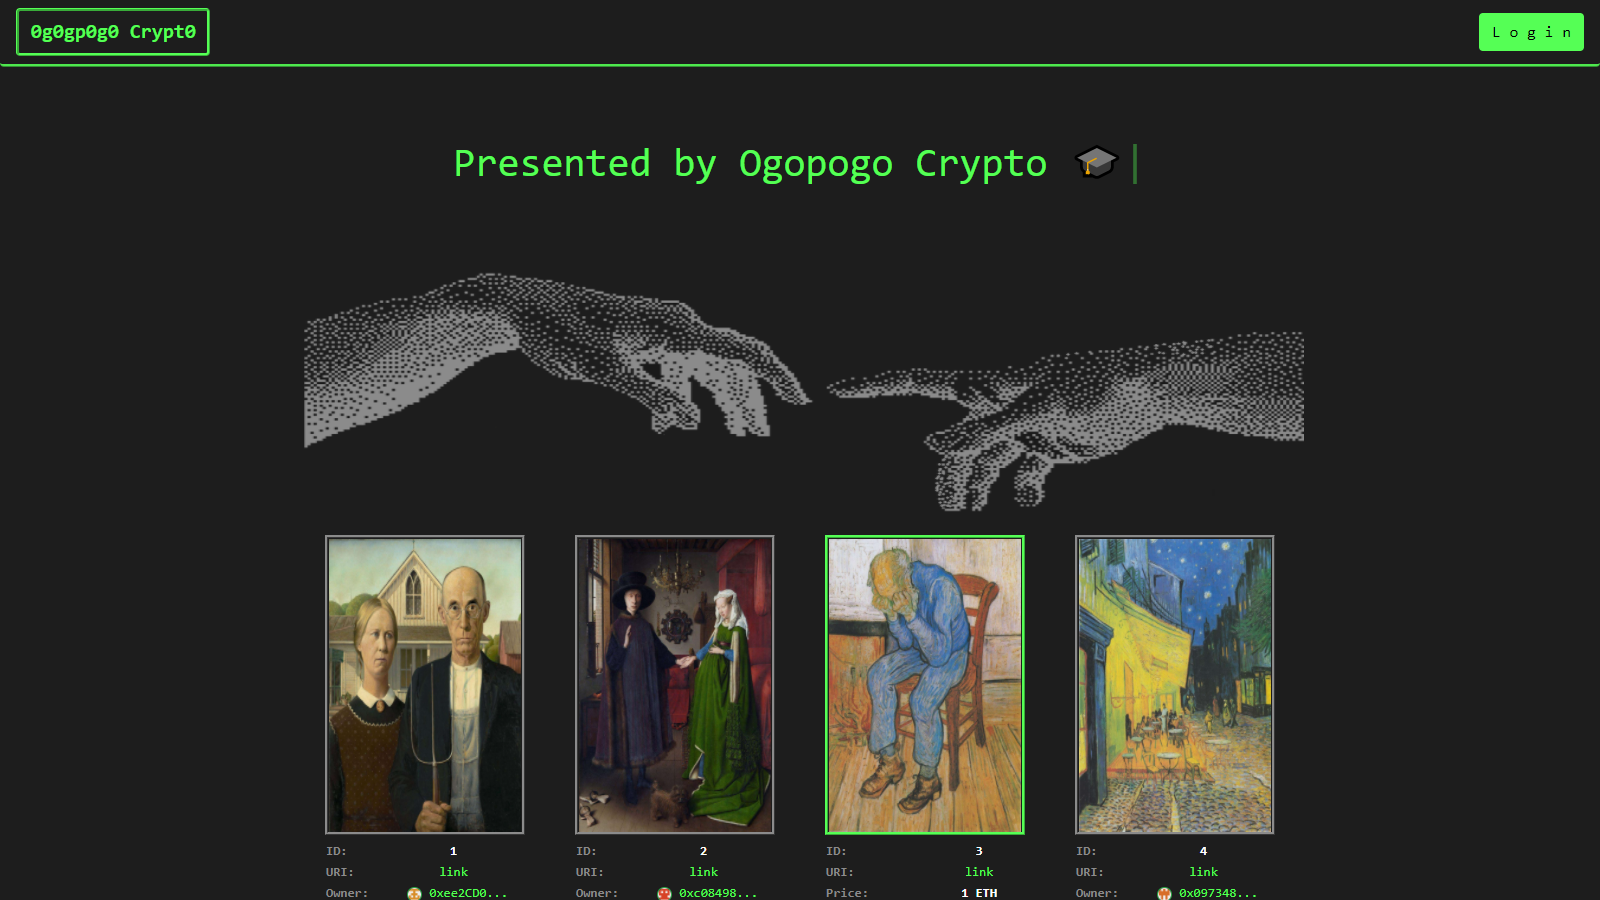 0g0gp0g0 Crypt0
Login
Presented by Ogopogo Crypto 🎓
ID: 1
URI: link
Owner: 0xee2CD0...
ID: 2
URI: link
Owner: 0xc08498...
ID: 3
URI: link
Price: 1 ETH
ID: 4
URI: link
Owner: 0x097348...